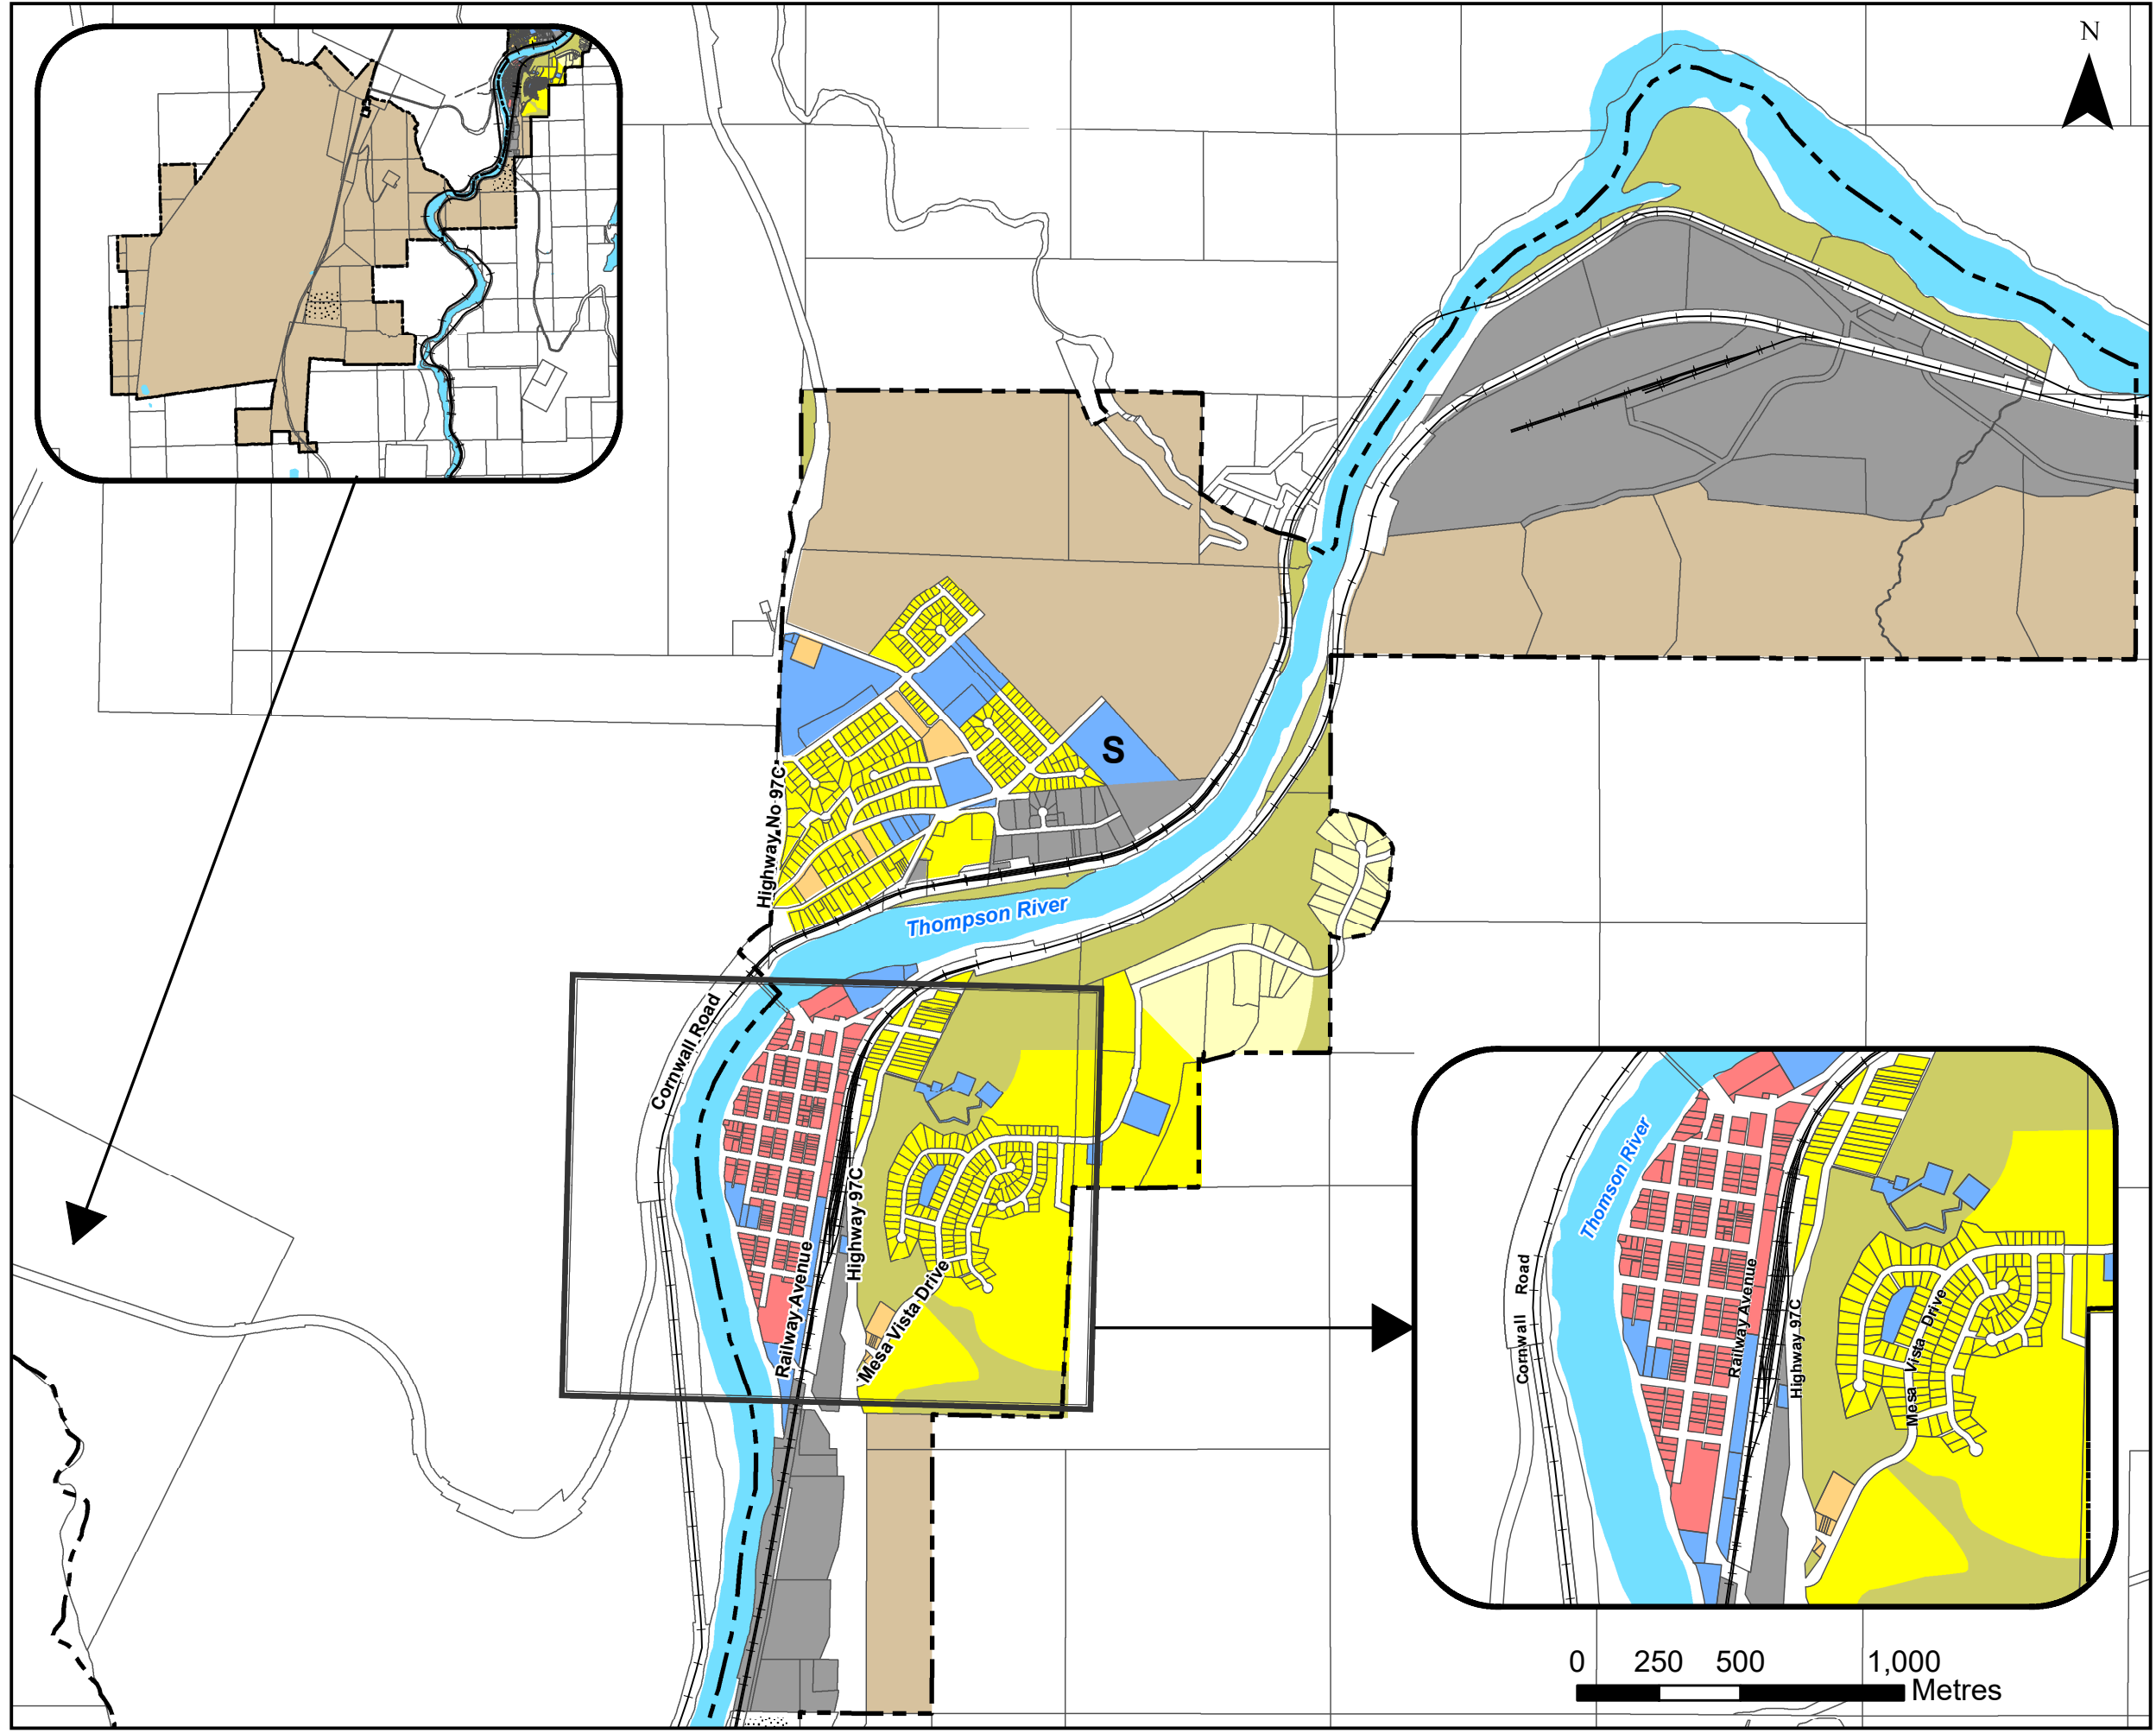 N
S
Highway No 97C
Thompson River
Cornwall Road
Highway 97C
Railway Avenue
Mesa Vista Drive
Thomson River
Cornwall Road
Railway Avenue
Highway 97C
Mesa Vista Drive
0 250 500 1,000
Metres